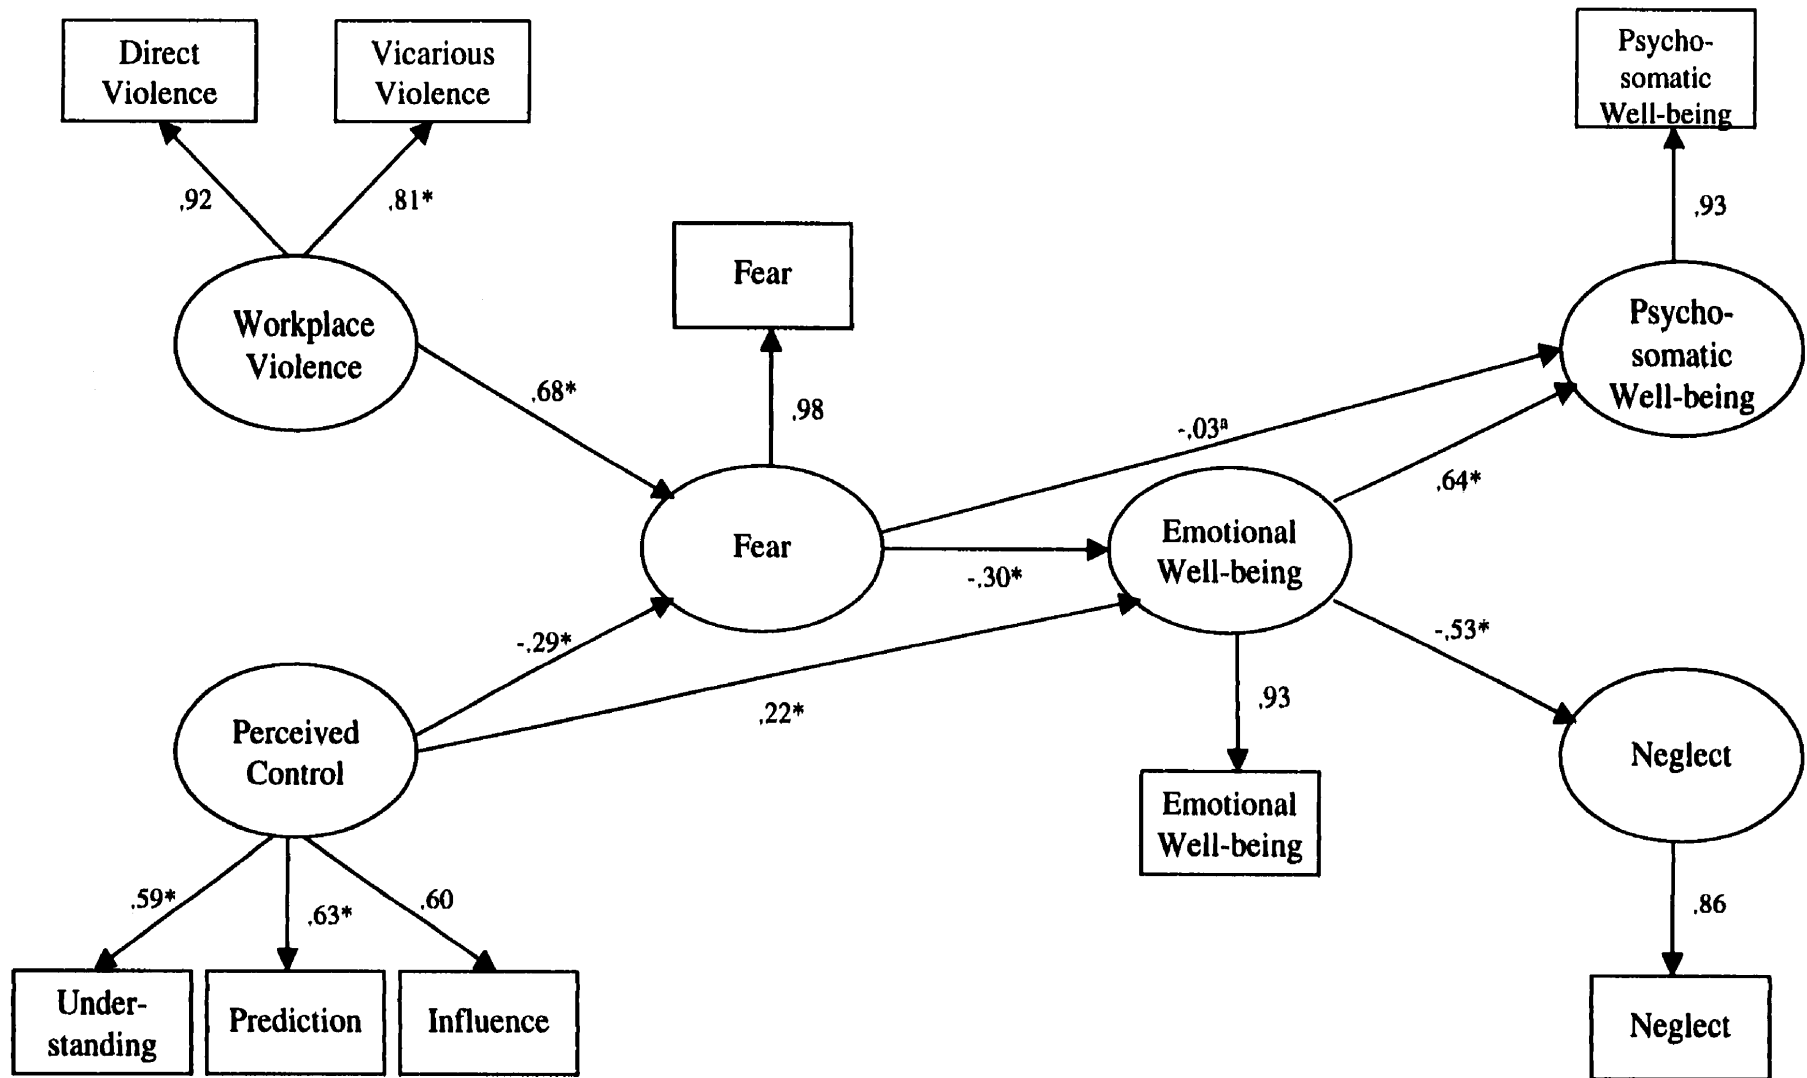 Direct
Violence
Vicarious
Violence
Psycho-
somatic
Well-being
.92
.81*
.93
Fear
Workplace
Violence
Psycho-
somatic
Well-being
.68*
.98
-.03ª
.64*
Fear
Emotional
Well-being
-.30*
-.29*
-.53*
.22*
.93
Perceived
Control
Neglect
Emotional
Well-being
.59*
.63*
.60
.86
Under-
standing
Prediction
Influence
Neglect